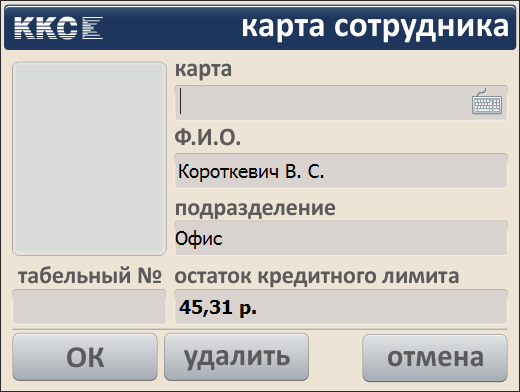 ККС
карта сотрудника
карта
Ф.И.О.
Короткевич В. С.
подразделение
Офис
табельный № остаток кредитного лимита
45,31 р.
ОК удалить отмена